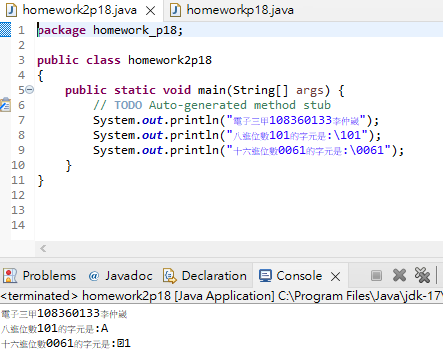 homework2p18.java homeworkp18.java
1 package homework_p18;
2
3 public class homework2p18
4 {
5 public static void main(String[] args) {
6 // TODO Auto-generated method stub
7 System.out.println("電子三甲108360133李仲崴");
8 System.out.println("八進位數101的字元是:\101");
9 System.out.println("十六進位數0061的字元是:\0061");
10 }
11 }
12
13
14
Problems @ Javadoc Declaration Console
<terminated> homework2p18 [Java Application] C:\Program Files\Java\jdk-17\
電子三甲108360133李仲崴
八進位數101的字元是:A
十六進位數0061的字元是:1